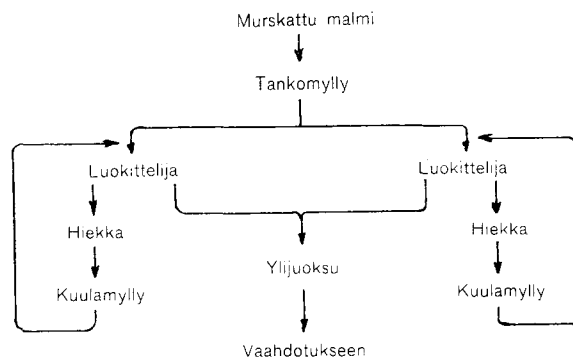 Murskattu malmi
Tankomylly
Luokittelija
Luokittelija
Hiekka
Hiekka
Ylijuoksu
Kuulamylly
Kuulamylly
Vaahdotukseen